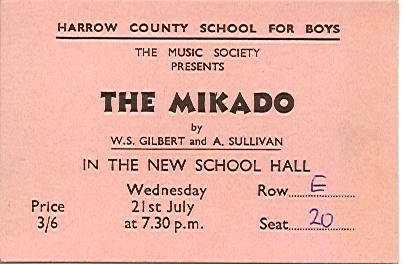 HARROW COUNTY SCHOOL FOR BOYS
THE MUSIC SOCIETY
PRESENTS
THE MIKADO
by
W.S. GILBERT and A. SULLIVAN
IN THE NEW SCHOOL HALL
Price
3/6
Wednesday
21st July
at 7.30 p.m.
Row......E......
Seat......20......